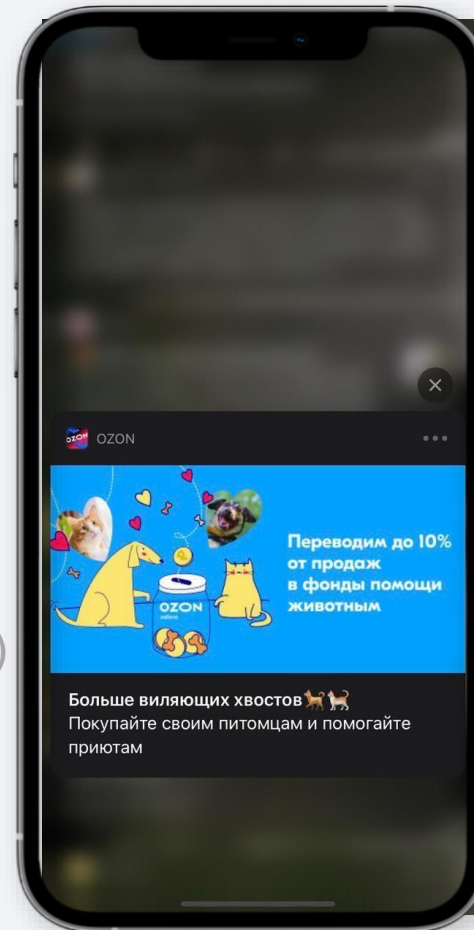 OZON
Переводим до 10%
от продаж
в фонды помощи
животным
OZON
Больше виляющих хвостов
Покупайте своим питомцам и помогайте
приютам